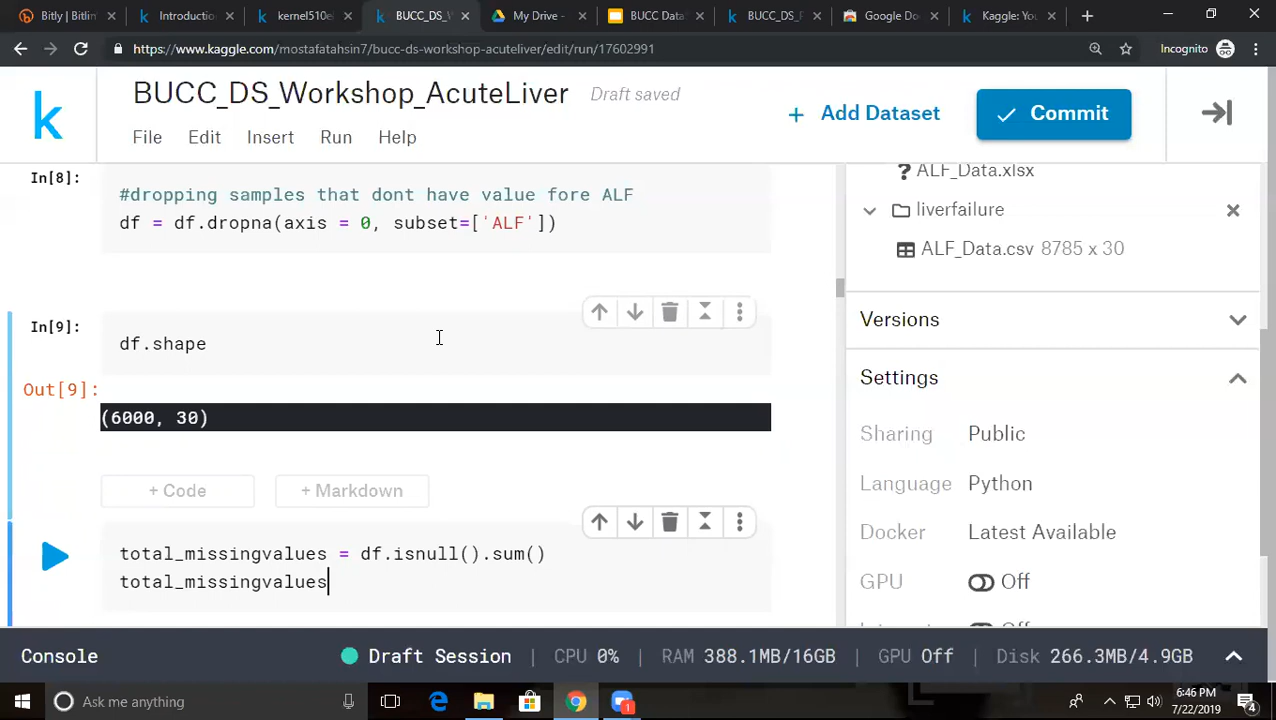 Bitly | Bitlin
Introduction
kernel510ei
BUCC_DS_W
My Drive -
BUCC Data
BUCC_DS_F
Google Do
Kaggle: You
https://www.kaggle.com/mostafatahsin7/bucc-ds-workshop-acuteliver/edit/run/17602991
Incognito
k
BUCC_DS_Workshop_AcuteLiver
Draft saved
File Edit Insert Run Help
+ Add Dataset
Commit
In[8]:
#dropping samples that dont have value fore ALF
df = df.dropna(axis = 0, subset=['ALF'])
In[9]:
df.shape
Out[9]:
(6000, 30)
+ Code
+ Markdown
total_missingvalues = df.isnull().sum()
total_missingvalues
ALF_Data.xlsx
liverfailure
ALF_Data.csv 8785 x 30
Versions
Settings
Sharing Public
Language Python
Docker Latest Available
GPU Off
Console
Draft Session | CPU 0% | RAM 388.1MB/16GB | GPU Off | Disk 266.3MB/4.9GB
Ask me anything
1
6:46 PM
7/22/2019
4